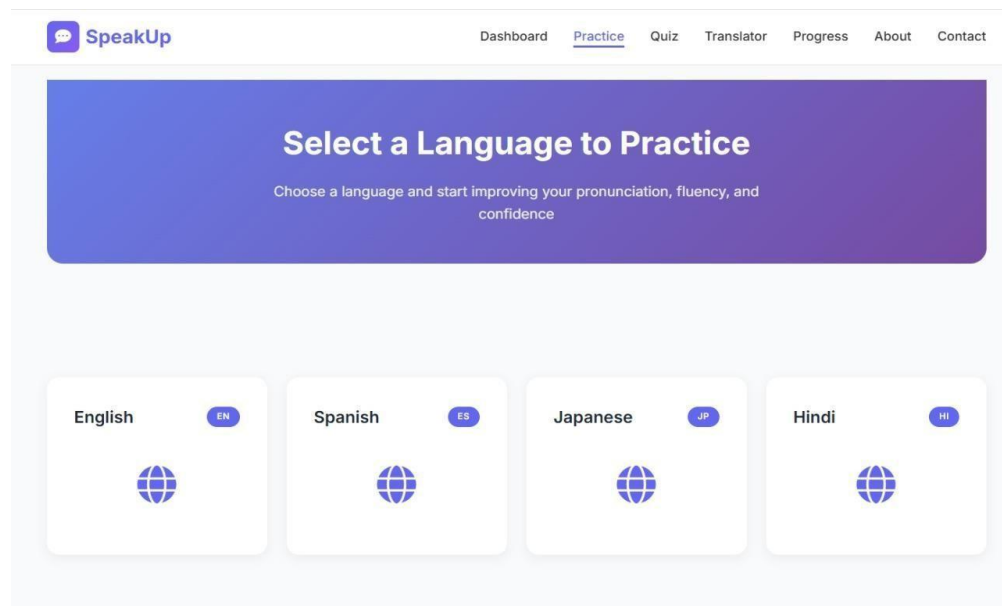 SpeakUp
Dashboard Practice Quiz Translator Progress About Contact
Select a Language to Practice
Choose a language and start improving your pronunciation, fluency, and
confidence
English EN
Spanish ES
Japanese JP
Hindi HI